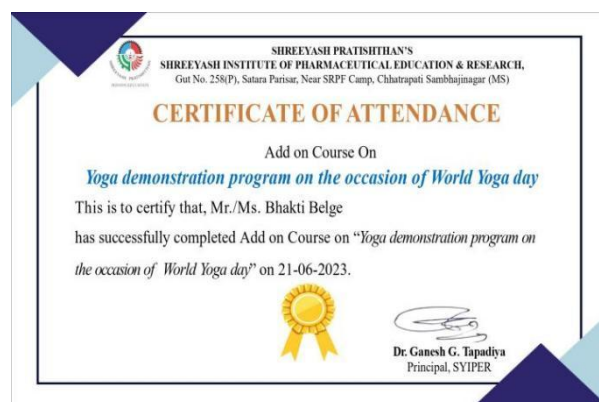 SHREEYASH PRATISHTHAN'S
SHREEYASH INSTITUTE OF PHARMACEUTICAL EDUCATION & RESEARCH,
Gut No. 258(P), Satara Parisar, Near SRPF Camp, Chhatrapati Sambhajinagar (MS)
CERTIFICATE OF ATTENDANCE
Add on Course On
Yoga demonstration program on the occasion of World Yoga day
This is to certify that, Mr./Ms. Bhakti Belge
has successfully completed Add on Course on “Yoga demonstration program on
the occasion of World Yoga day” on 21-06-2023.
Dr. Ganesh G. Tapadiya
Principal, SYIPER